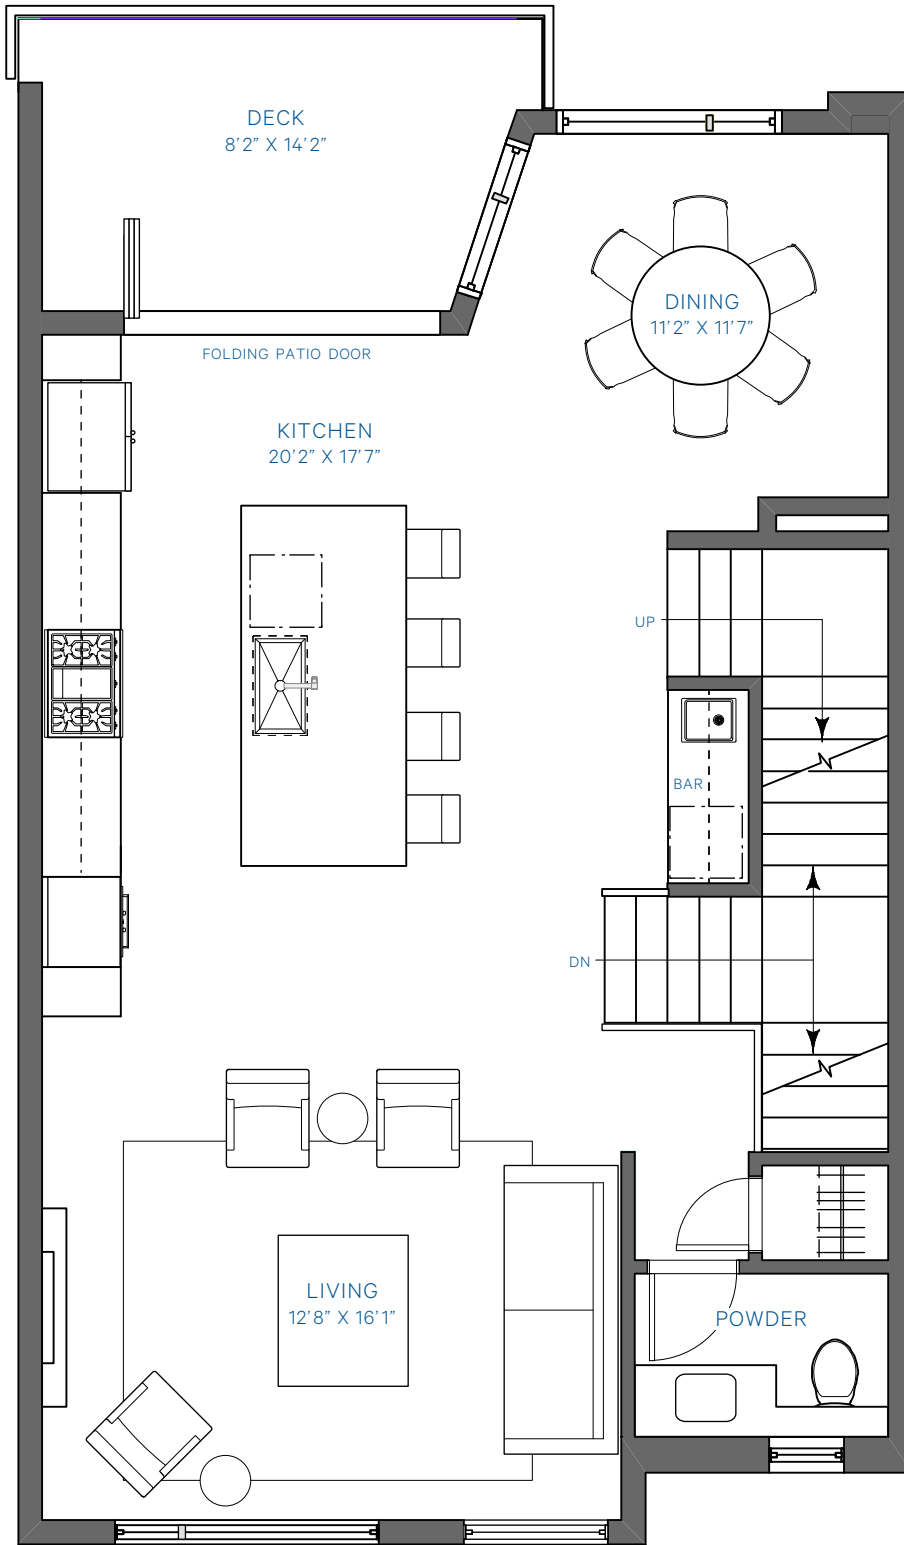 DECK
8’2” X 14’2”
DINING
11’2” X 11’7”
FOLDING PATIO DOOR
KITCHEN
20’2” X 17’7”
UP
BAR
DN
LIVING
12’8” X 16’1”
POWDER